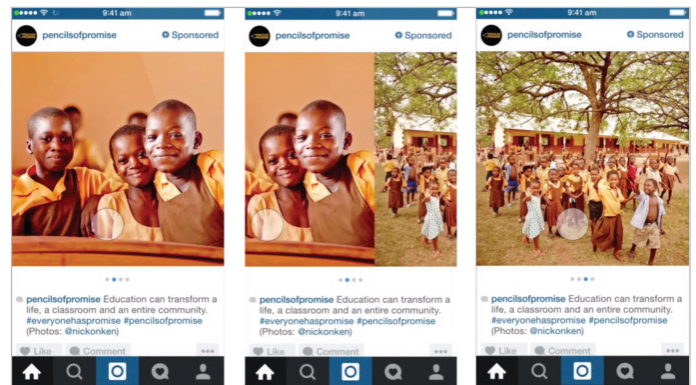 9:41 am
pencilsofpromise
Sponsored
pencilsofpromise Education can transform a
life, a classroom and an entire community.
#everyonehaspromise #pencilsofpromise
(Photos: @nickonken)
Like
Comment
9:41 am
pencilsofpromise
Sponsored
pencilsofpromise Education can transform a
life, a classroom and an entire community.
#everyonehaspromise #pencilsofpromise
(Photos: @nickonken)
Like
Comment
9:41 am
pencilsofpromise
Sponsored
pencilsofpromise Education can transform a
life, a classroom and an entire community.
#everyonehaspromise #pencilsofpromise
(Photos: @nickonken)
Like
Comment